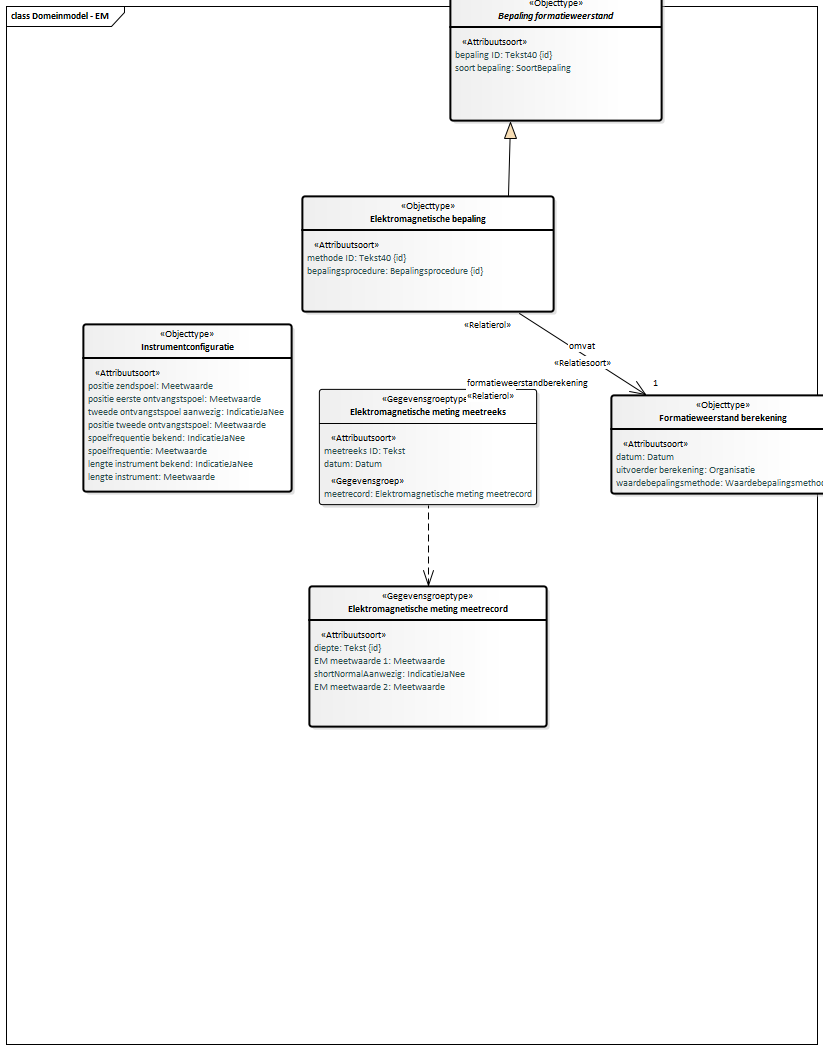 class Domeinmodel - EM
«Objecttype»
Bepaling formatieweerstand
«Attribuutsoort»
bepaling ID: Tekst40 {id}
soort bepaling: SoortBepaling
«Objecttype»
Elektromagnetische bepaling
«Attribuutsoort»
methode ID: Tekst40 {id}
bepalingsprocedure: Bepalingsprocedure {id}
«Relatierol»
omvat
«Relatiesoort»
formatieweerstandberekening
1
«Relatierol»
«Objecttype»
Instrumentconfiguratie
«Attribuutsoort»
positie zendspoel: Meetwaarde
positie eerste ontvangstspoel: Meetwaarde
tweede ontvangstspoel aanwezig: IndicatieJaNee
positie tweede ontvangstspoel: Meetwaarde
spoelfrequentie bekend: IndicatieJaNee
spoelfrequentie: Meetwaarde
lengte instrument bekend: IndicatieJaNee
lengte instrument: Meetwaarde
«Gegevensgroeptype
Elektromagnetische meting meetreeks
«Attribuutsoort»
meetreeks ID: Tekst
datum: Datum
«Gegevensgroep»
meetrecord: Elektromagnetische meting meetrecord
«Objecttype»
Formatieweerstand berekening
«Attribuutsoort»
datum: Datum
uitvoerder berekening: Organisatie
waardebepalingsmethode: Waardebepalingsmethod
«Gegevensgroeptype»
Elektromagnetische meting meetrecord
«Attribuutsoort»
diepte: Tekst {id}
EM meetwaarde 1: Meetwaarde
shortNormalAanwezig: IndicatieJaNee
EM meetwaarde 2: Meetwaarde